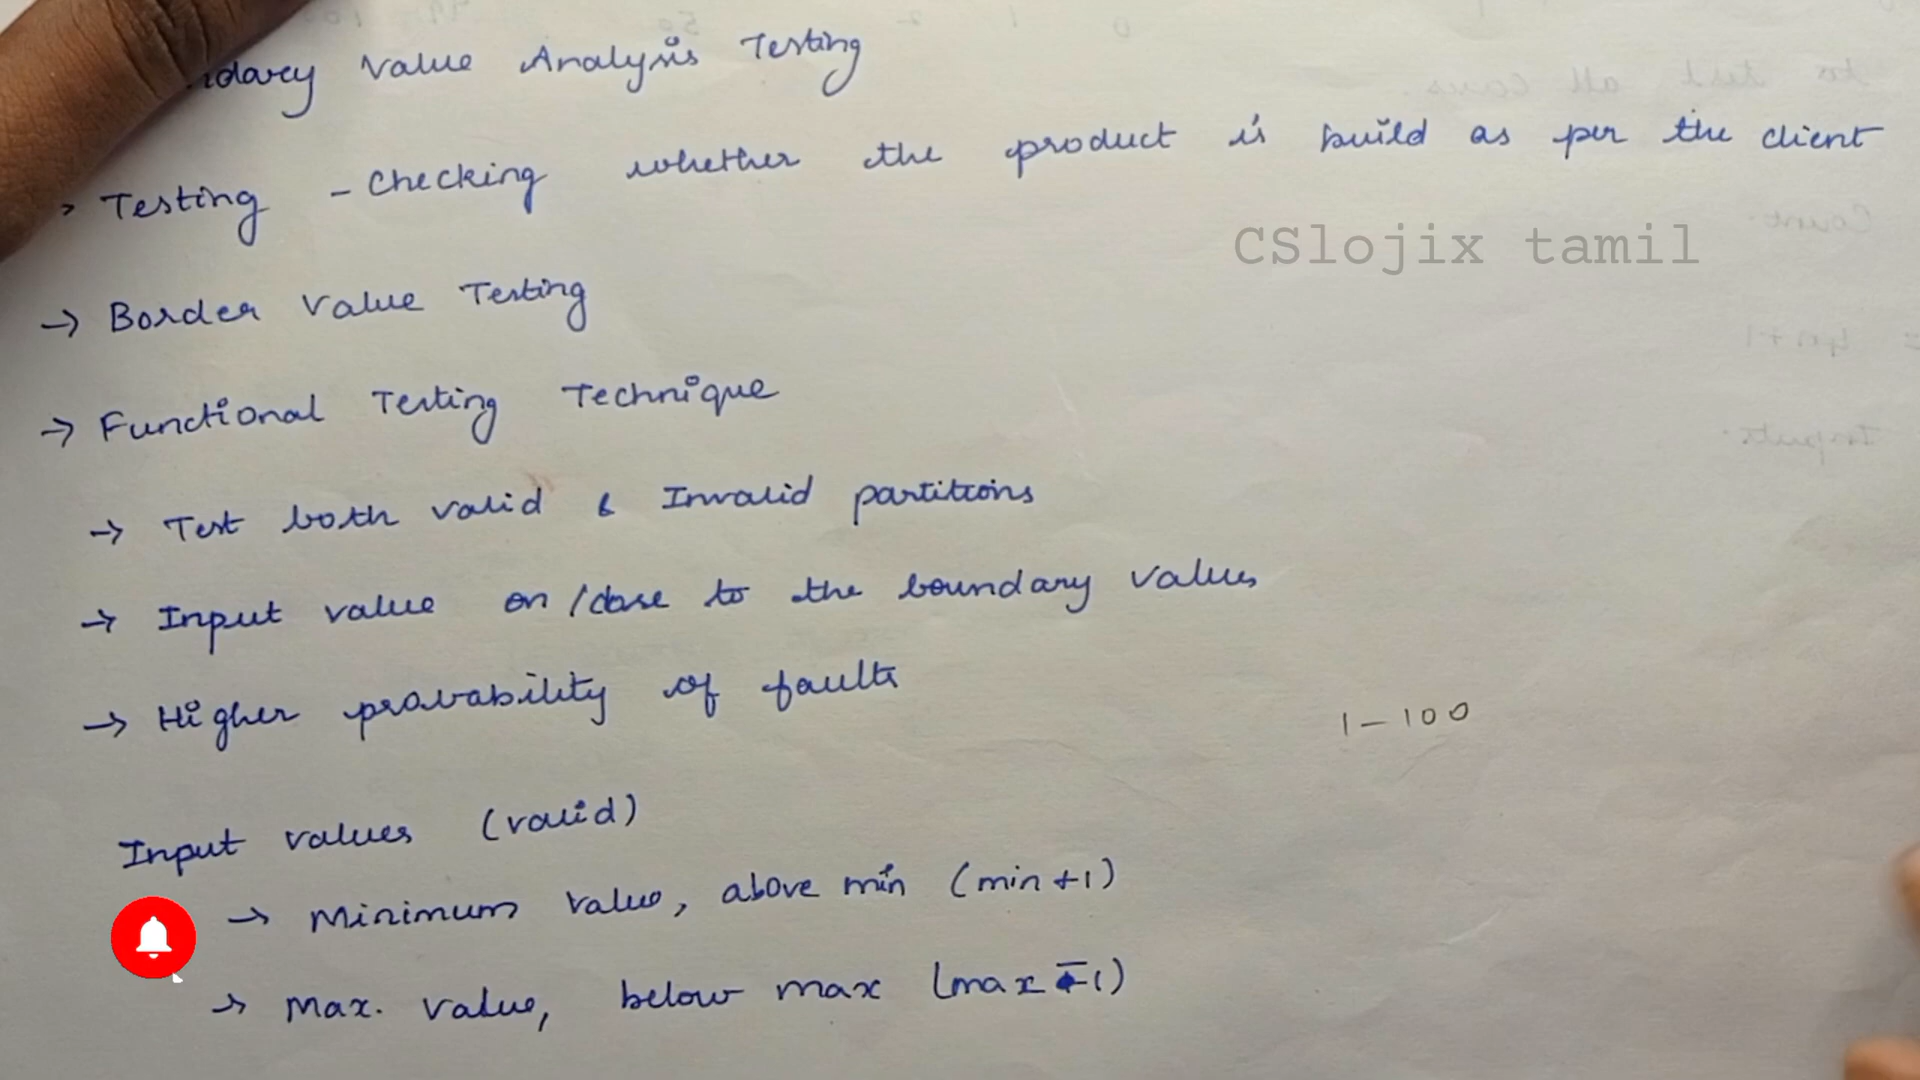 ndary Value Analysis Testing
> Testing - Checking whether the product is build as per the client
CSlojix tamil
→ Border Value Testing
→ Functional Testing Technique
→ Test both valid & Invalid partitions
→ Input value on / close to the boundary values
→ Higher probability of faults
1 - 100
Input values (valid)
→ Minimum value, above min (min +1)
→ Max. value, below max (max -1)